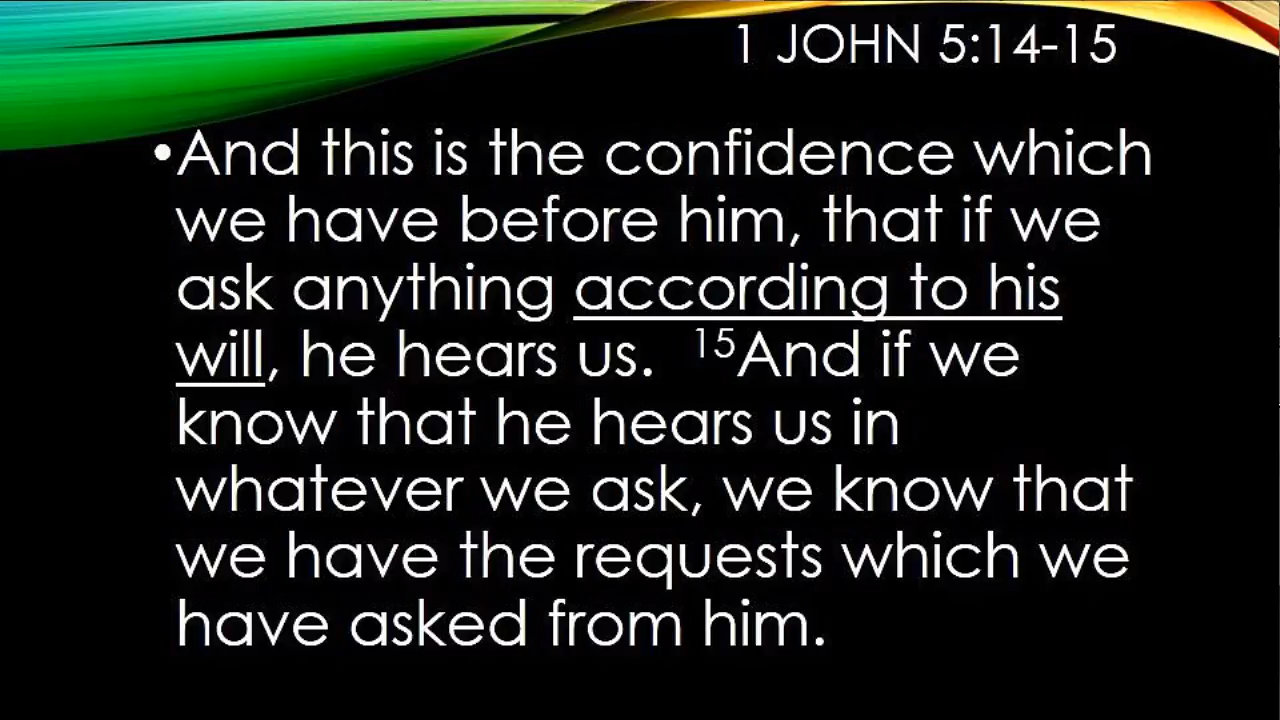 1 JOHN 5:14-15
•And this is the confidence which
we have before him, that if we
ask anything according to his
will, he hears us.  ¹⁵And if we
know that he hears us in
whatever we ask, we know that
we have the requests which we
have asked from him.